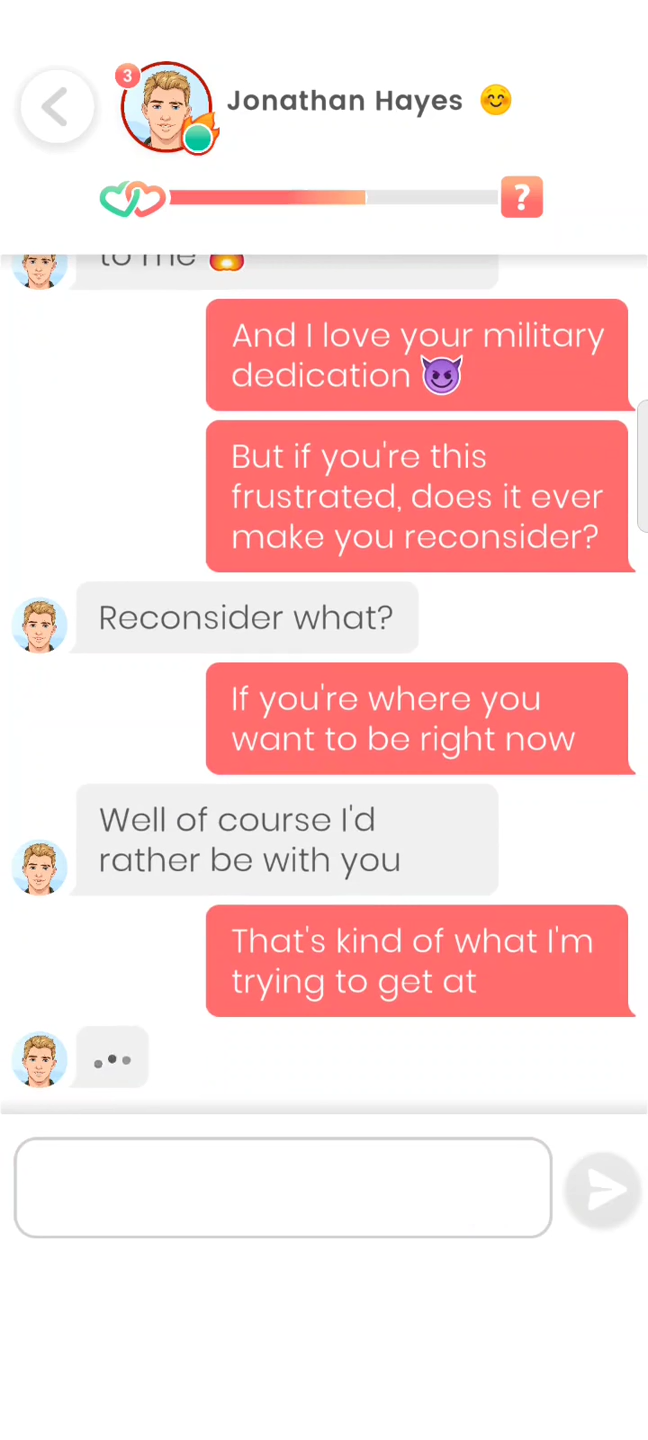 3
Jonathan Hayes
?
to me
And I love your military
dedication
But if you're this
frustrated, does it ever
make you reconsider?
Reconsider what?
If you're where you
want to be right now
Well of course I'd
rather be with you
That's kind of what I'm
trying to get at